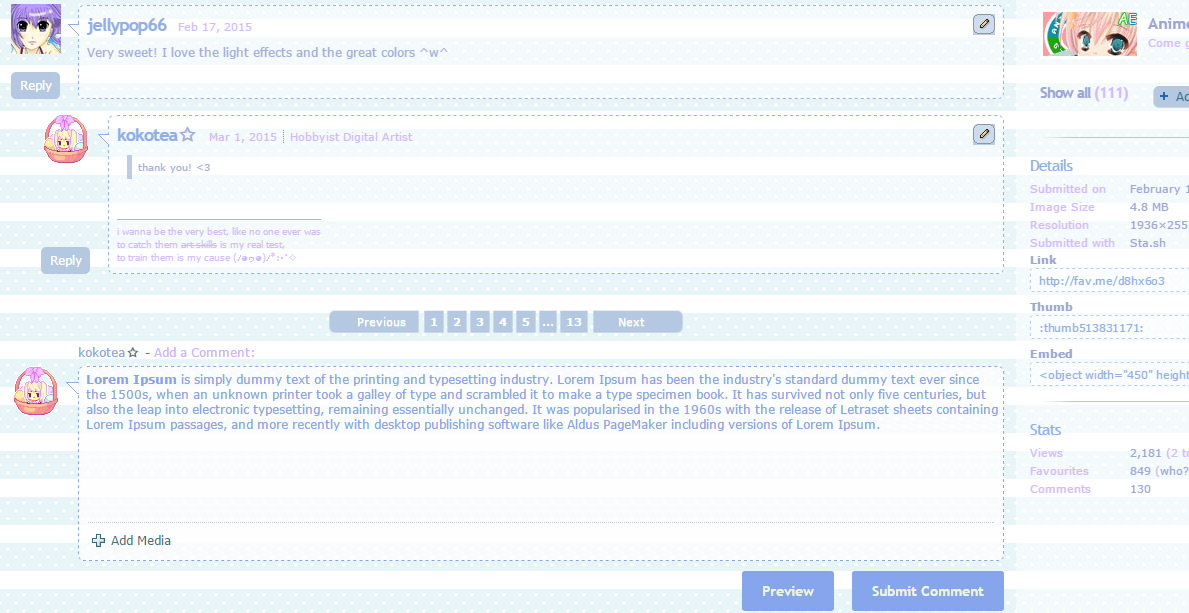 jellypop66 Feb 17, 2015
Very sweet! I love the light effects and the great colors ^w^
Reply
kokotea☆ Mar 1, 2015 Hobbyist Digital Artist
thank you! <3
i wanna be the very best, like no one ever was
to catch them art skills is my real test,
to train them is my cause (ﾉ◕ヮ◕)ﾉ*:･ﾟ✧
Reply
Previous 1 2 3 4 5 ... 13 Next
kokotea☆ - Add a Comment:
Lorem Ipsum is simply dummy text of the printing and typesetting industry. Lorem Ipsum has been the industry's standard dummy text ever since
the 1500s, when an unknown printer took a galley of type and scrambled it to make a type specimen book. It has survived not only five centuries, but
also the leap into electronic typesetting, remaining essentially unchanged. It was popularised in the 1960s with the release of Letraset sheets containing
Lorem Ipsum passages, and more recently with desktop publishing software like Aldus PageMaker including versions of Lorem Ipsum.
Add Media
Preview Submit Comment
AE
Anime
Come g
Show all (111)
+ Ad
Details
Submitted on February 1
Image Size 4.8 MB
Resolution 1936×255
Submitted with Sta.sh
Link
http://fav.me/d8hx6o3
Thumb
:thumb513831171:
Embed
<object width="450" height
Stats
Views 2,181 (2 to
Favourites 849 (who?
Comments 130